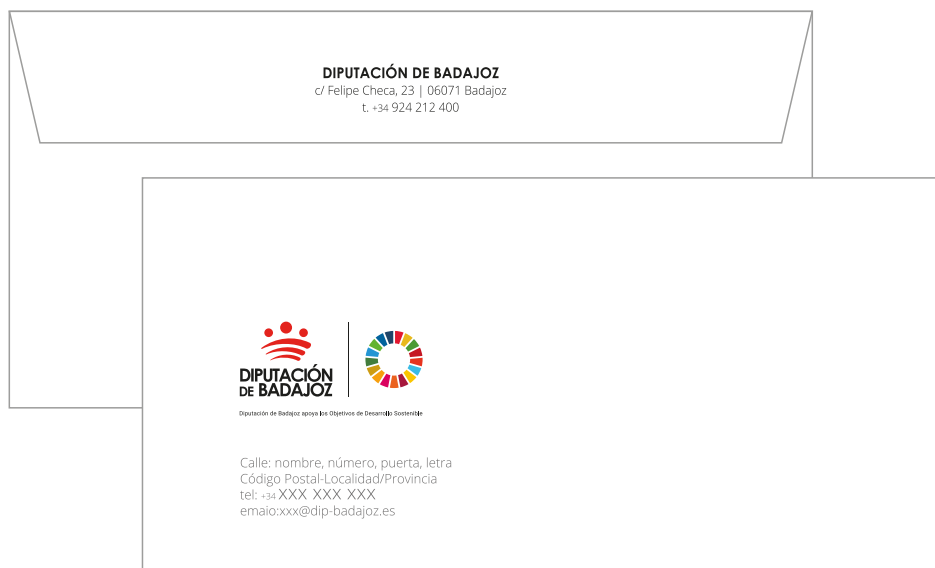 DIPUTACIÓN DE BADAJOZ
c/ Felipe Checa, 23 | 06071 Badajoz
t. +34 924 212 400
DIPUTACIÓN
DE BADAJOZ
Diputación de Badajoz apoya los Objetivos de Desarrollo Sostenible
Calle: nombre, número, puerta, letra
Código Postal-Localidad/Provincia
tel: +34 XXX XXX XXX
emaio:xxx@dip-badajoz.es